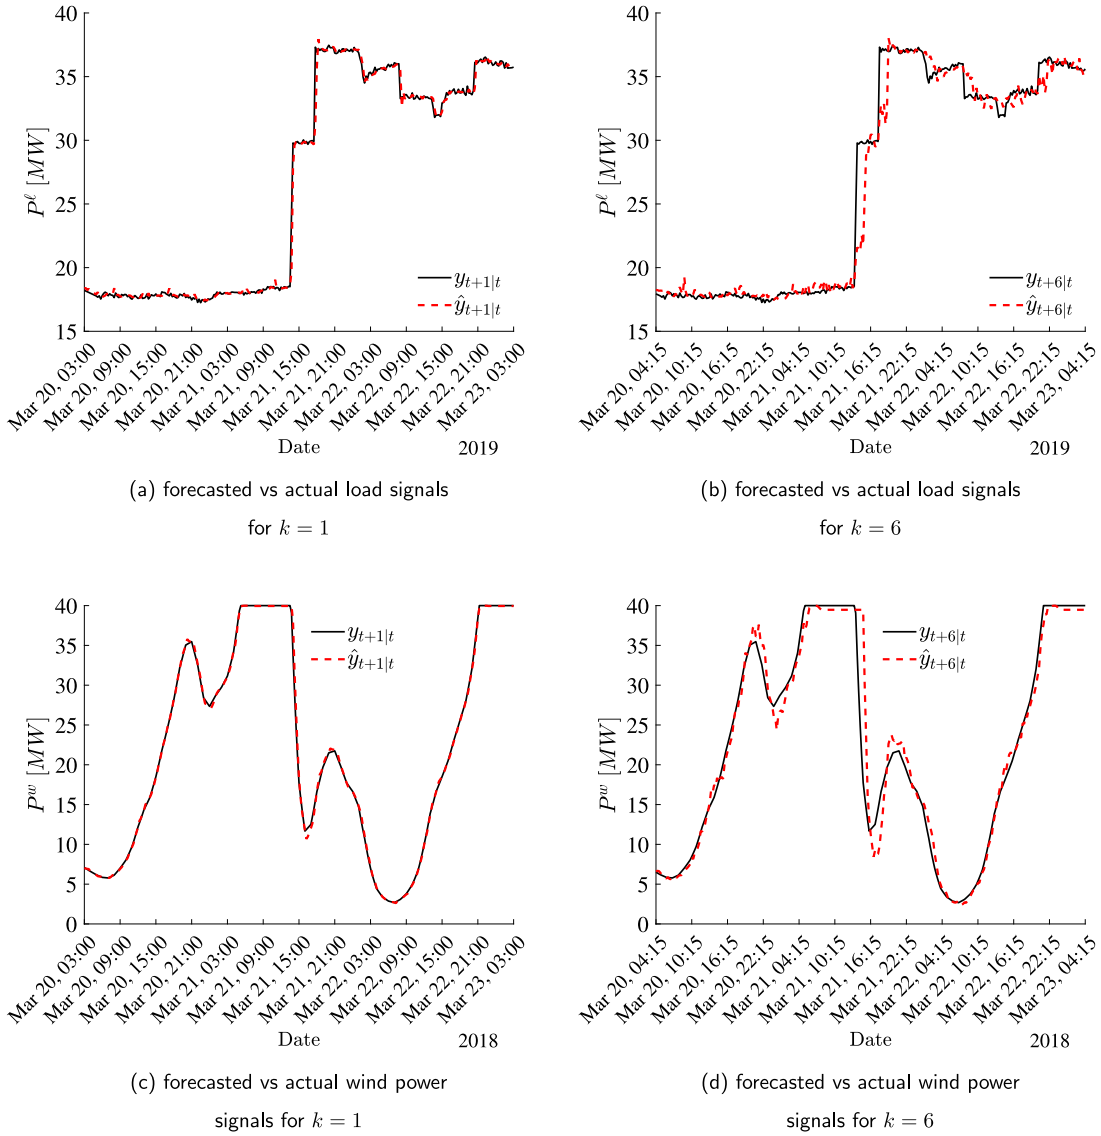 40
35
30
25
20
15
P^ℓ [MW]
y_{t+1|t}
ŷ_{t+1|t}
Mar 20, 03:00
Mar 20, 09:00
Mar 20, 15:00
Mar 20, 21:00
Mar 21, 03:00
Mar 21, 09:00
Mar 21, 15:00
Mar 21, 21:00
Mar 22, 03:00
Mar 22, 09:00
Mar 22, 15:00
Mar 22, 21:00
Mar 23, 03:00
Date
2019
(a) forecasted vs actual load signals
for k = 1
40
35
30
25
20
15
P^ℓ [MW]
y_{t+6|t}
ŷ_{t+6|t}
Mar 20, 04:15
Mar 20, 10:15
Mar 20, 16:15
Mar 20, 22:15
Mar 21, 04:15
Mar 21, 10:15
Mar 21, 16:15
Mar 21, 22:15
Mar 22, 04:15
Mar 22, 10:15
Mar 22, 16:15
Mar 22, 22:15
Mar 23, 04:15
Date
2019
(b) forecasted vs actual load signals
for k = 6
40
35
30
25
20
15
10
5
0
P^w [MW]
y_{t+1|t}
ŷ_{t+1|t}
Mar 20, 03:00
Mar 20, 09:00
Mar 20, 15:00
Mar 20, 21:00
Mar 21, 03:00
Mar 21, 09:00
Mar 21, 15:00
Mar 21, 21:00
Mar 22, 03:00
Mar 22, 09:00
Mar 22, 15:00
Mar 22, 21:00
Mar 23, 03:00
Date
2018
(c) forecasted vs actual wind power
signals for k = 1
40
35
30
25
20
15
10
5
0
P^w [MW]
y_{t+6|t}
ŷ_{t+6|t}
Mar 20, 04:15
Mar 20, 10:15
Mar 20, 16:15
Mar 20, 22:15
Mar 21, 04:15
Mar 21, 10:15
Mar 21, 16:15
Mar 21, 22:15
Mar 22, 04:15
Mar 22, 10:15
Mar 22, 16:15
Mar 22, 22:15
Mar 23, 04:15
Date
2018
(d) forecasted vs actual wind power
signals for k = 6